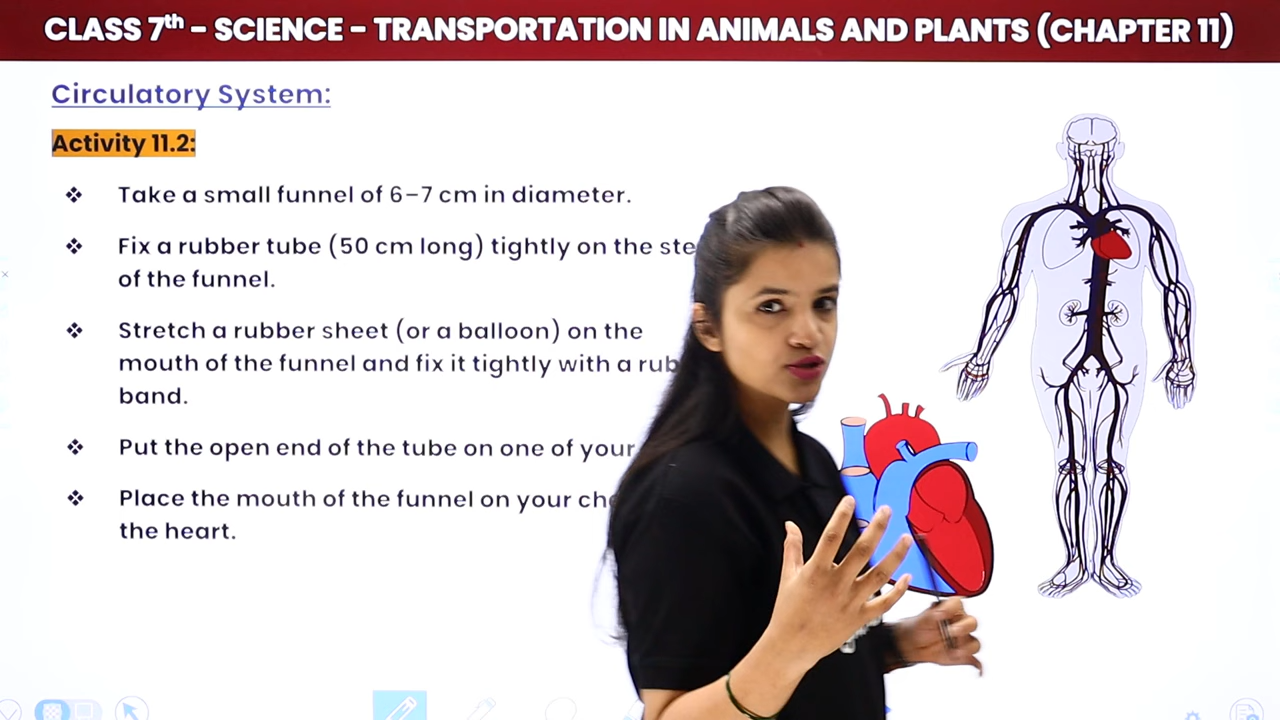 CLASS 7th – SCIENCE – TRANSPORTATION IN ANIMALS AND PLANTS (CHAPTER 11)
Circulatory System:
Activity 11.2:
❖ Take a small funnel of 6–7 cm in diameter.
❖ Fix a rubber tube (50 cm long) tightly on the
of the funnel.
❖ Stretch a rubber sheet (or a balloon) on the
mouth of the funnel and fix it tightly with a
band.
❖ Put the open end of the tube on one of your
❖ Place the mouth of the funnel on your
the heart.